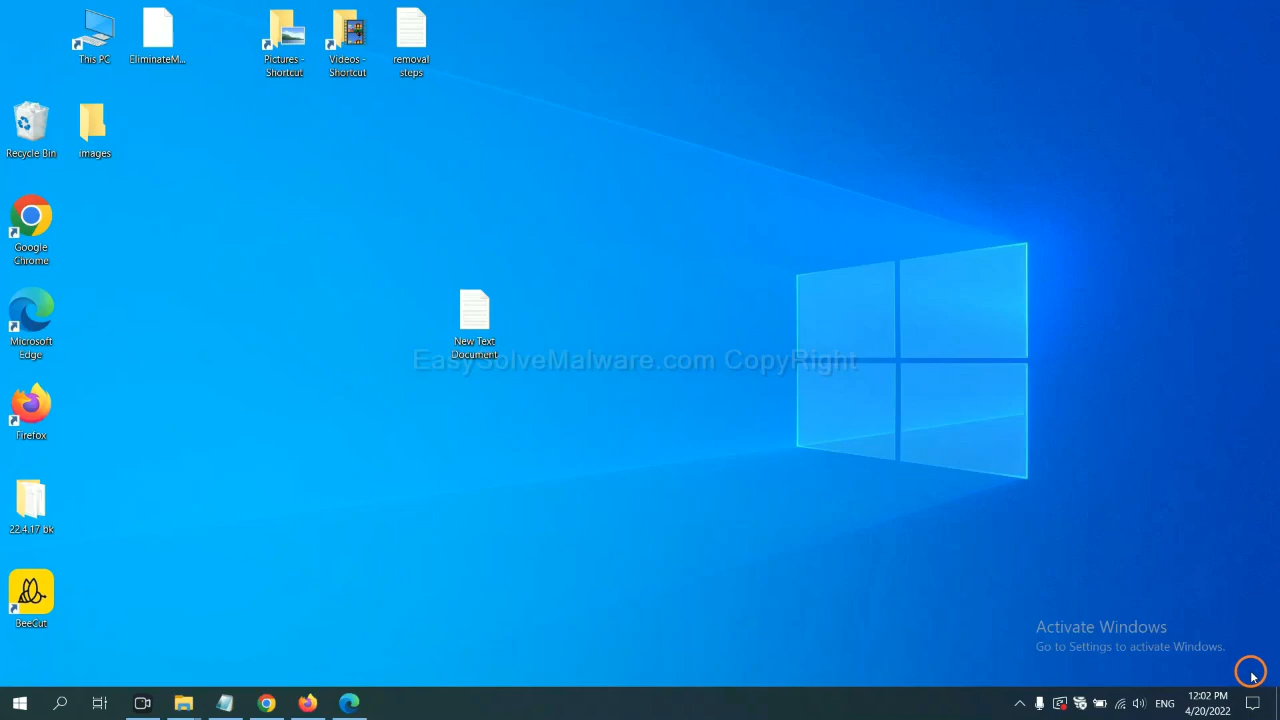 This PC
EliminateM...
Pictures -
Shortcut
Videos -
Shortcut
removal
steps
Recycle Bin
images
Google
Chrome
Microsoft
Edge
New Text
Document
EasySolveMalware.com CopyRight
Firefox
22.4.17 bk
BeeCut
Activate Windows
Go to Settings to activate Windows.
ENG
12:02 PM
4/20/2022